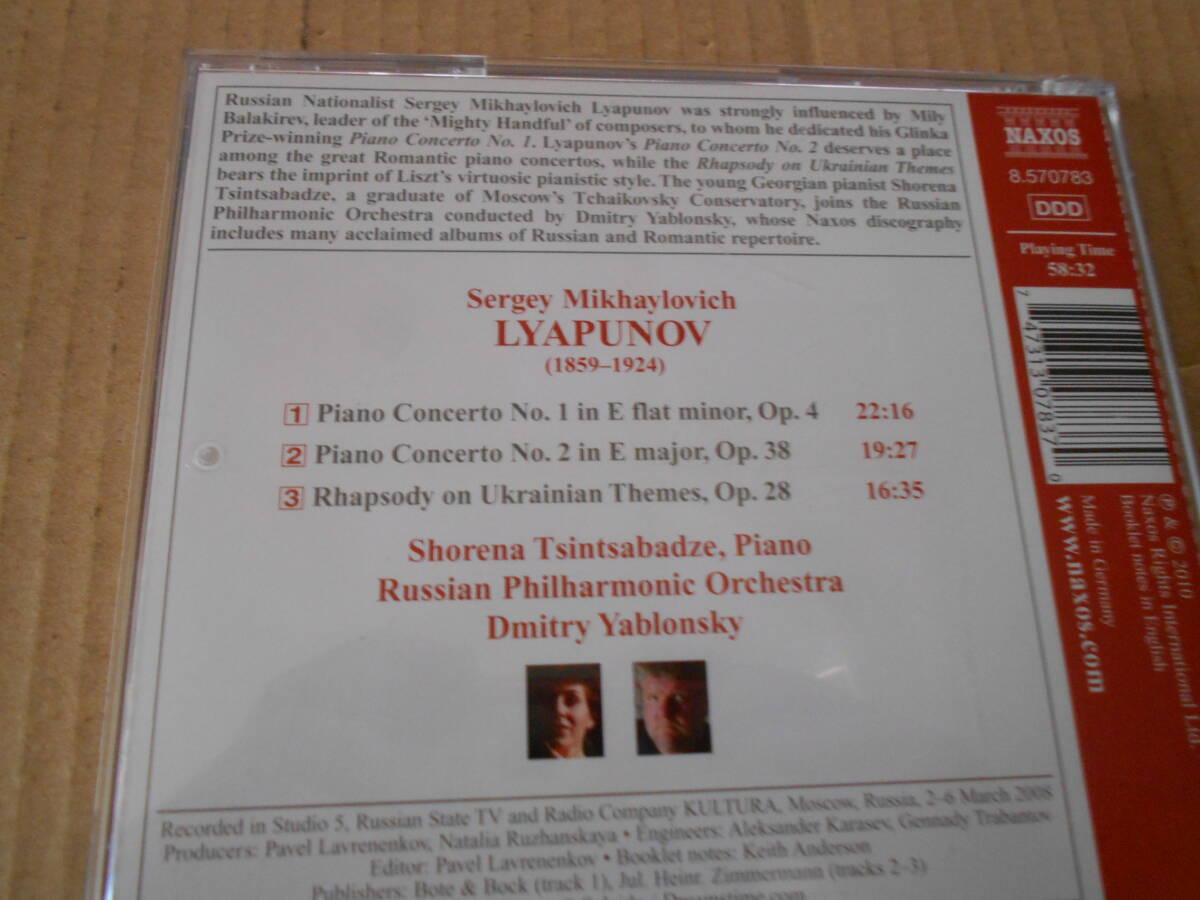 Russian Nationalist Sergey Mikhaylovich Lyapunov was strongly influenced by Mily
Balakirev, leader of the ‘Mighty Handful’ of composers, to whom he dedicated his Glinka
Prize-winning Piano Concerto No. 1. Lyapunov’s Piano Concerto No. 2 deserves a place
among the great Romantic piano concertos, while the Rhapsody on Ukrainian Themes
bears the imprint of Liszt’s virtuosic pianistic style. The young Georgian pianist Shorena
Tsintsabadze, a graduate of Moscow’s Tchaikovsky Conservatory, joins the Russian
Philharmonic Orchestra conducted by Dmitry Yablonsky, whose Naxos discography
includes many acclaimed albums of Russian and Romantic repertoire.
Sergey Mikhaylovich
LYAPUNOV
(1859–1924)
1 Piano Concerto No. 1 in E flat minor, Op. 4 22:16
2 Piano Concerto No. 2 in E major, Op. 38 19:27
3 Rhapsody on Ukrainian Themes, Op. 28 16:35
Shorena Tsintsabadze, Piano
Russian Philharmonic Orchestra
Dmitry Yablonsky
Recorded in Studio 5, Russian State TV and Radio Company KULTURA, Moscow, Russia, 2–6 March 2008
Producers: Pavel Lavrenenkov, Natalia Ruzhanskaya • Engineers: Aleksander Karasev, Gennady Trabantov
Editor: Pavel Lavrenenkov • Booklet notes: Keith Anderson
Publishers: Bote & Bock (track 1), Jul. Heinr. Zimmermann (tracks 2–3)
NAXOS
8.570783
DDD
Playing Time
58:32
7 47313 07837 0
℗ & © 2010
Naxos Rights International Ltd
Booklet notes in English
Made in Germany
www.naxos.com